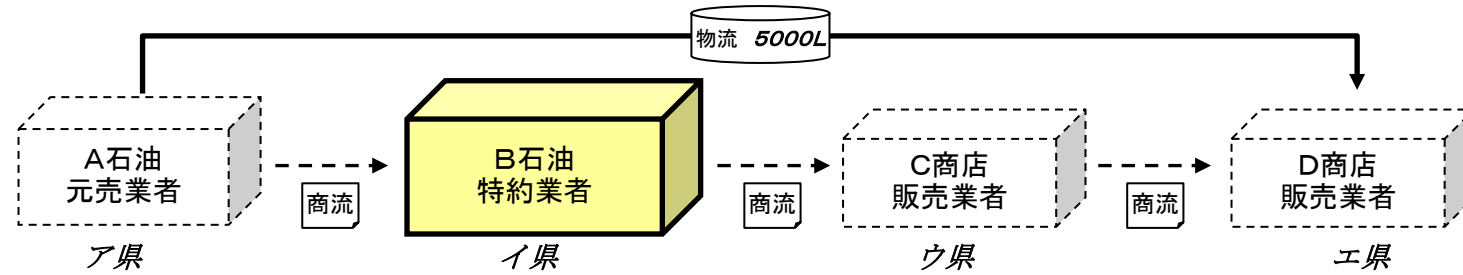 物流 5000L
A石油
元売業者
商流
B石油
特約業者
商流
C商店
販売業者
商流
D商店
販売業者
ア県
イ県
ウ県
エ県